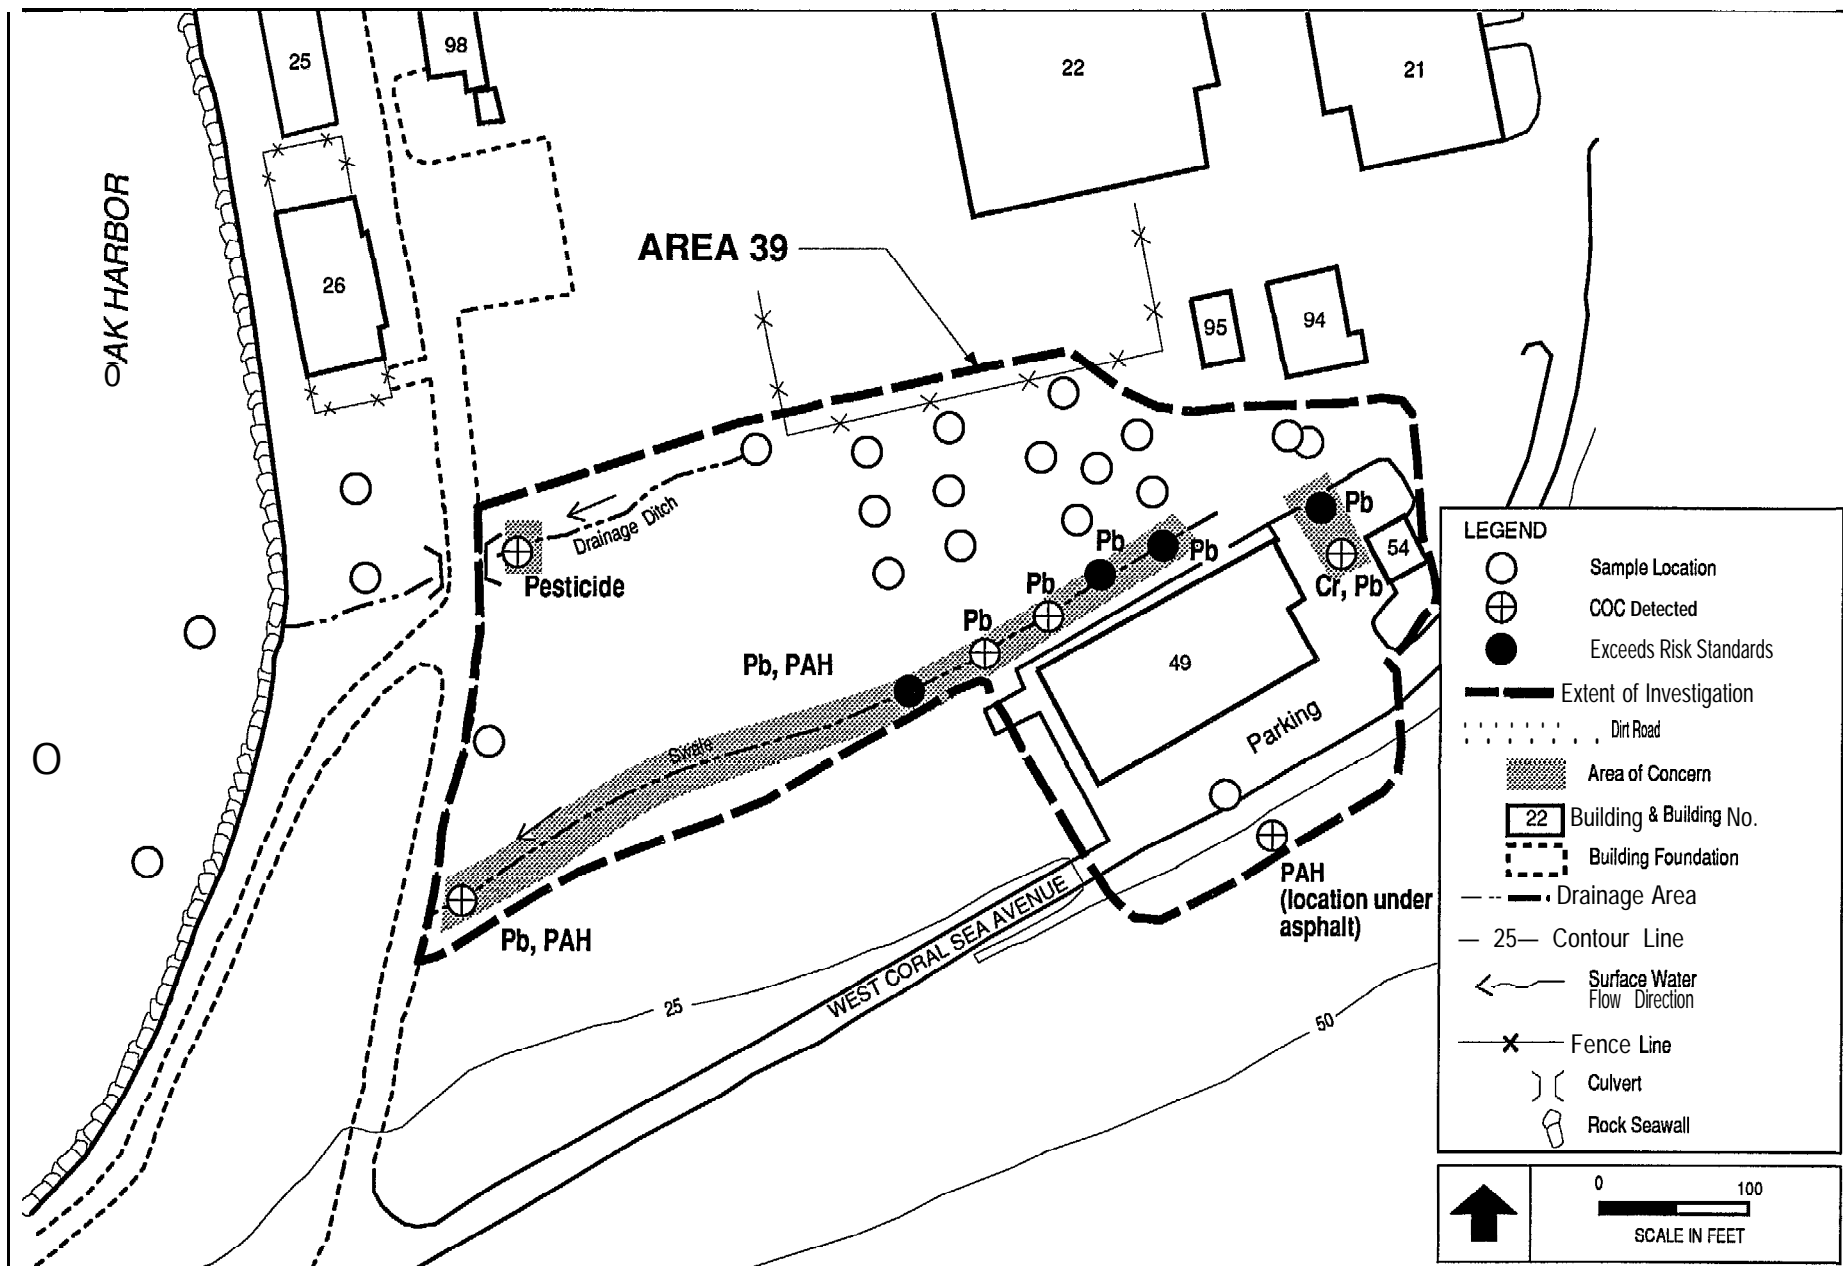 25
98
22
21
OAK HARBOR
AREA 39
26
95
94
Drainage Ditch
Pesticide
Pb
Pb
Pb
Pb
Pb
Cr, Pb
54
Pb, PAH
49
Parking
Swale
Pb, PAH
PAH
(location under
asphalt)
WEST CORAL SEA AVENUE
25
50
LEGEND
Sample Location
COC Detected
Exceeds Risk Standards
Extent of Investigation
Dirt Road
Area of Concern
22 Building & Building No.
Building Foundation
Drainage Area
25 Contour Line
Surface Water
Flow Direction
Fence Line
Culvert
Rock Seawall
0 100
SCALE IN FEET